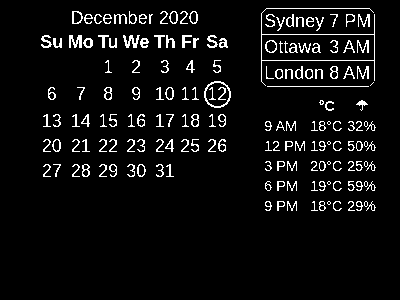 December 2020
Su Mo Tu We Th Fr Sa
1 2 3 4 5
6 7 8 9 10 11 12
13 14 15 16 17 18 19
20 21 22 23 24 25 26
27 28 29 30 31
Sydney 7 PM
Ottawa 3 AM
London 8 AM
°C ☂
9 AM 18°C 32%
12 PM 19°C 50%
3 PM 20°C 25%
6 PM 19°C 59%
9 PM 18°C 29%